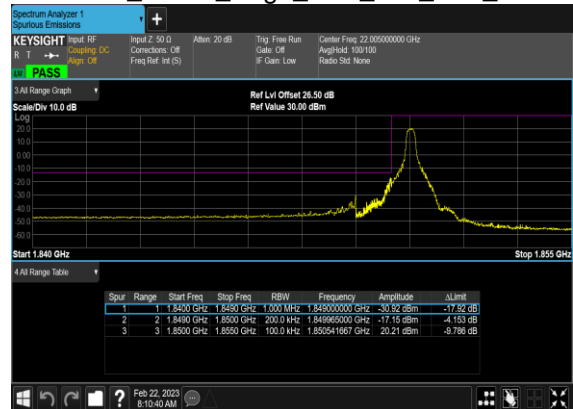 Spectrum Analyzer 1
Spurious Emissions
KEYSIGHT Input: RF Input Z: 50 Ω Atten: 20 dB Trig: Free Run Center Freq: 22.005000000 GHz
R T Coupling: DC Corrections: Off Gate: Off Avg|Hold: 100/100
Align: Off Freq Ref: Int (S) IF Gain: Low Radio Std: None
PASS
3 All Range Graph
Ref Lvl Offset 26.50 dB
Scale/Div 10.0 dB Ref Value 30.00 dBm
Log
20.0
10.0
0.00
-10.0
-20.0
-30.0
-40.0
-50.0
-60.0
Start 1.840 GHz Stop 1.855 GHz
4 All Range Table
Spur Range Start Freq Stop Freq RBW Frequency Amplitude ΔLimit
1 1 1.8400 GHz 1.8490 GHz 1.000 MHz 1.849000000 GHz -30.92 dBm -17.92 dB
2 2 1.8490 GHz 1.8500 GHz 200.0 kHz 1.849965000 GHz -17.15 dBm -4.153 dB
3 3 1.8500 GHz 1.8550 GHz 100.0 kHz 1.850541667 GHz 20.21 dBm -9.786 dB
Feb 22, 2023
8:10:40 AM